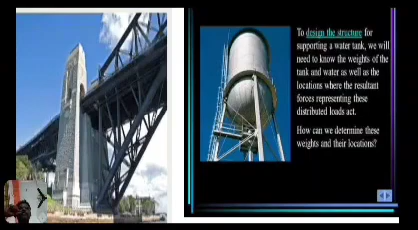 To design the structure for
supporting a water tank, we will
need to know the weights of the
tank and water as well as the
locations where the resultant
forces representing these
distributed loads act.
How can we determine these
weights and their locations?